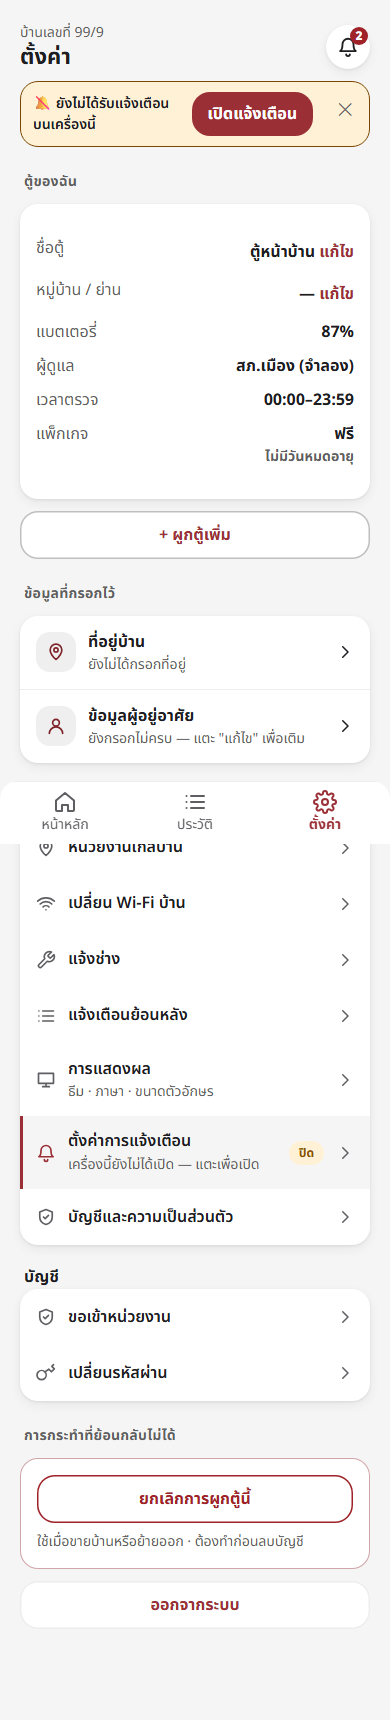 บ้านเลขที่ 99/9
ตั้งค่า
2
ยังไม่ได้รับแจ้งเตือน
บนเครื่องนี้
เปิดแจ้งเตือน
ตู้ของฉัน
ชื่อตู้
ตู้หน้าบ้าน แก้ไข
หมู่บ้าน / ย่าน
— แก้ไข
แบตเตอรี่
87%
ผู้ดูแล
สภ.เมือง (จำลอง)
เวลาตรวจ
00:00–23:59
แพ็กเกจ
ฟรี
ไม่มีวันหมดอายุ
+ ผูกตู้เพิ่ม
ข้อมูลที่กรอกไว้
ที่อยู่บ้าน
ยังไม่ได้กรอกที่อยู่
ข้อมูลผู้อยู่อาศัย
ยังกรอกไม่ครบ — แตะ "แก้ไข" เพื่อเติม
หน้าหลัก
ประวัติ
ตั้งค่า
หน่วยงานใกล้บ้าน
เปลี่ยน Wi-Fi บ้าน
แจ้งช่าง
แจ้งเตือนย้อนหลัง
การแสดงผล
ธีม · ภาษา · ขนาดตัวอักษร
ตั้งค่าการแจ้งเตือน
เครื่องนี้ยังไม่ได้เปิด — แตะเพื่อเปิด
ปิด
บัญชีและความเป็นส่วนตัว
บัญชี
ขอเข้าหน่วยงาน
เปลี่ยนรหัสผ่าน
การกระทำที่ย้อนกลับไม่ได้
ยกเลิกการผูกตู้นี้
ใช้เมื่อขายบ้านหรือย้ายออก · ต้องทำก่อนลบบัญชี
ออกจากระบบ